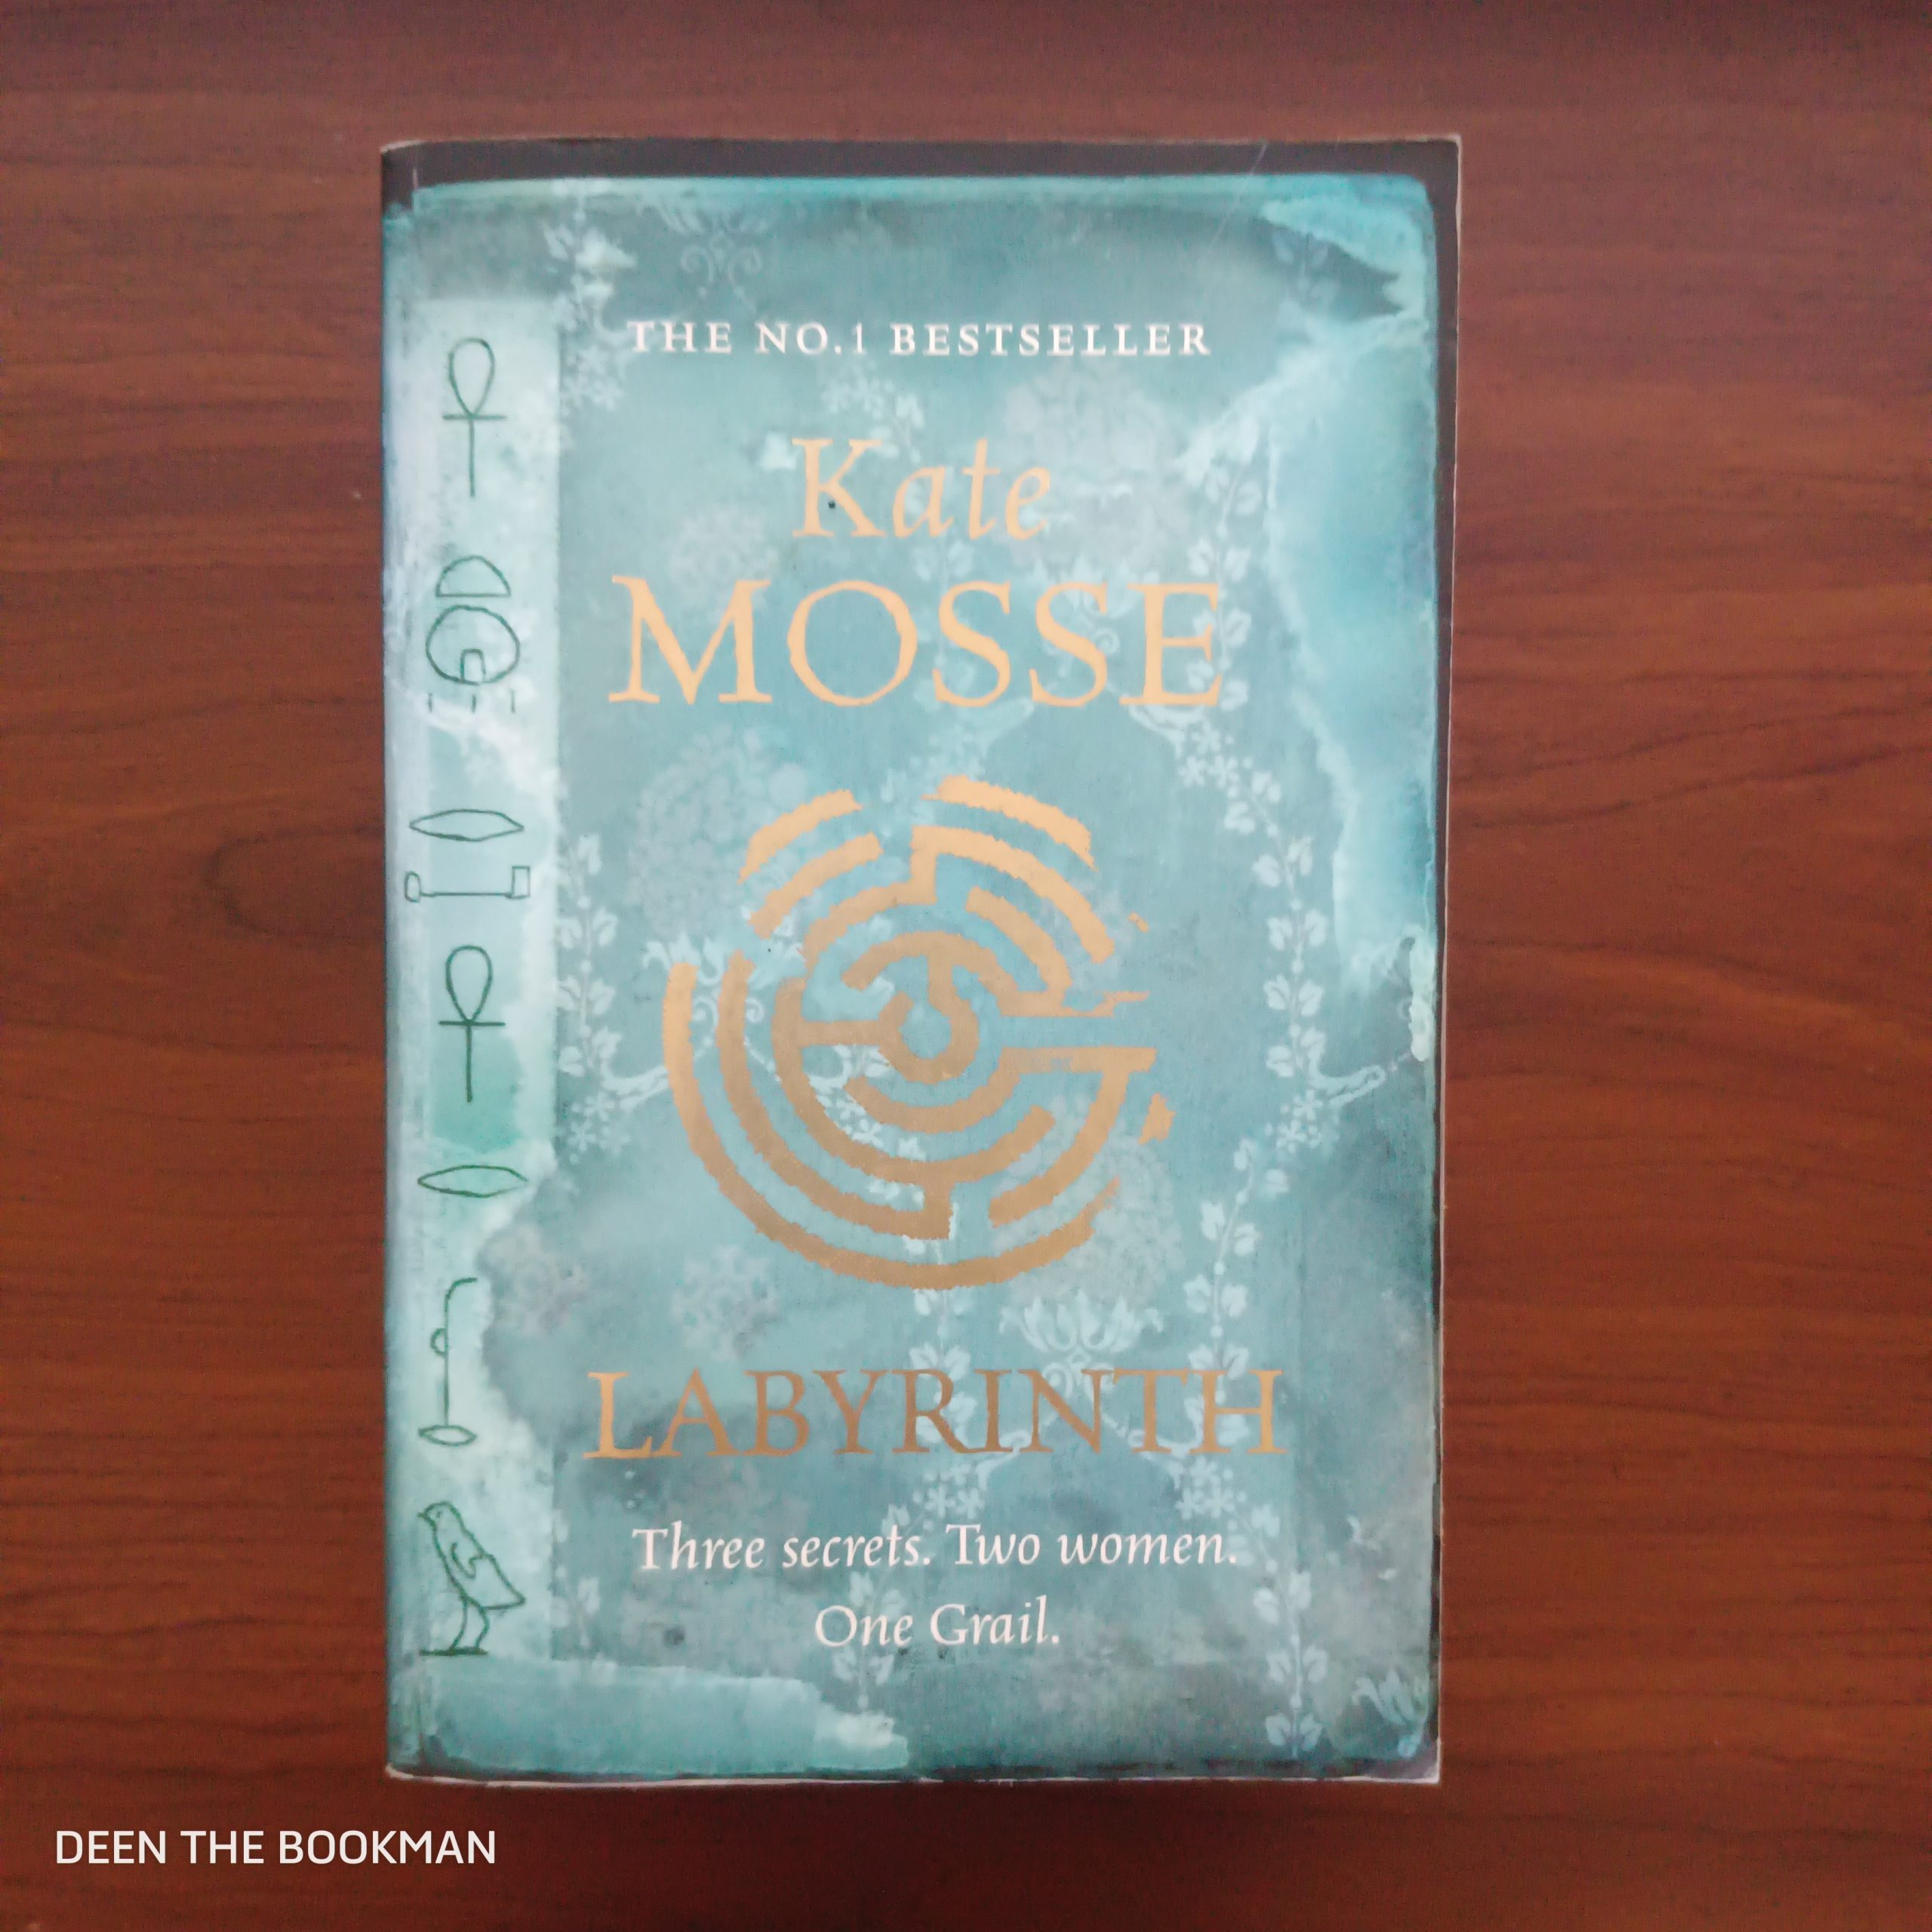 THE NO.1 BESTSELLER
Kate
MOSSE
LABYRINTH
Three secrets. Two women.
One Grail.
DEEN THE BOOKMAN